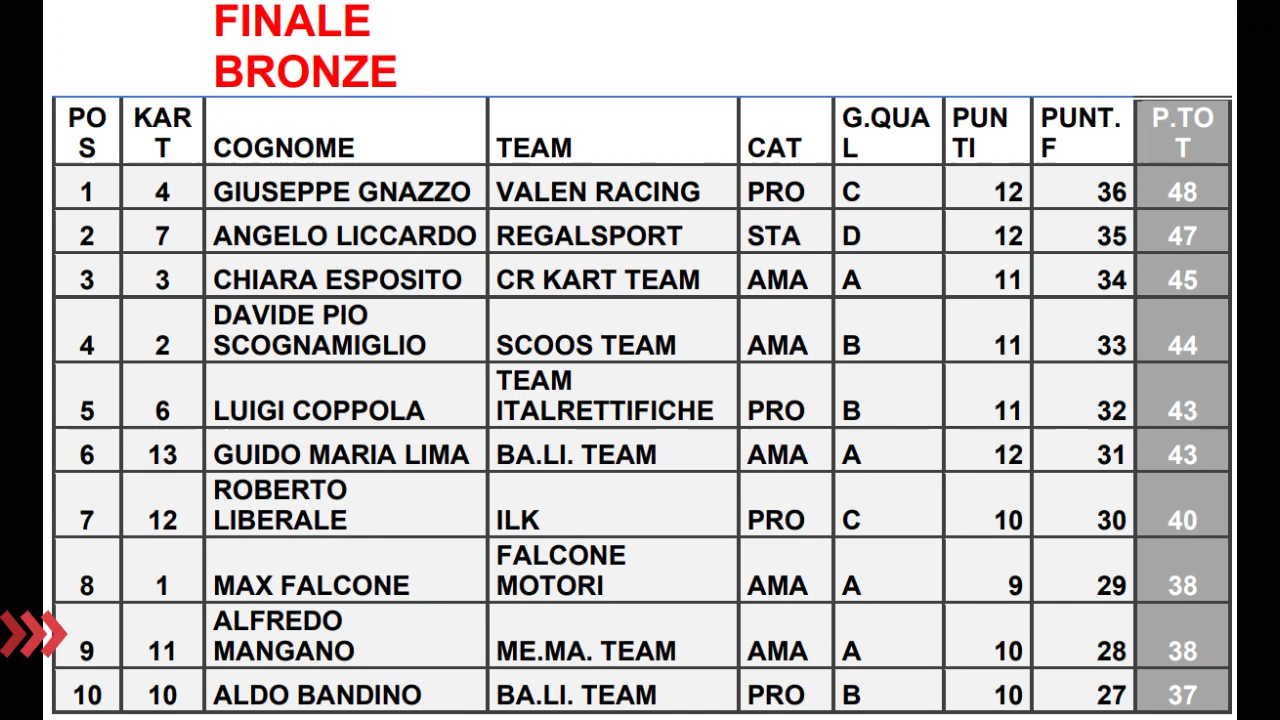 FINALE
BRONZE
POS KART COGNOME TEAM CAT G.QUAL PUNTI PUNT.F P.TOT
1 4 GIUSEPPE GNAZZO VALEN RACING PRO C 12 36 48
2 7 ANGELO LICCARDO REGALSPORT STA D 12 35 47
3 3 CHIARA ESPOSITO CR KART TEAM AMA A 11 34 45
4 2 DAVIDE PIO SCOGNAMIGLIO SCOOS TEAM AMA B 11 33 44
5 6 LUIGI COPPOLA TEAM ITALRETTIFICHE PRO B 11 32 43
6 13 GUIDO MARIA LIMA BA.LI. TEAM AMA A 12 31 43
7 12 ROBERTO LIBERALE ILK PRO C 10 30 40
8 1 MAX FALCONE FALCONE MOTORI AMA A 9 29 38
9 11 ALFREDO MANGANO ME.MA. TEAM AMA A 10 28 38
10 10 ALDO BANDINO BA.LI. TEAM PRO B 10 27 37